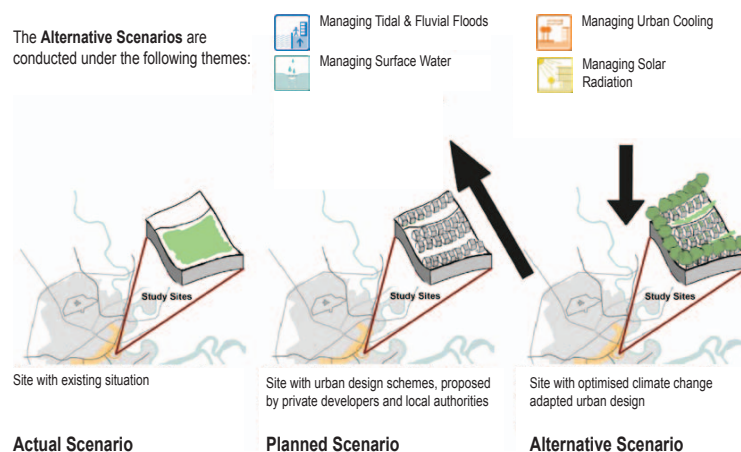 The Alternative Scenarios are
conducted under the following themes:
Managing Tidal & Fluvial Floods
Managing Surface Water
Managing Urban Cooling
Managing Solar
Radiation
Study Sites
Study Sites
Study Sites
Site with existing situation
Site with urban design schemes, proposed
by private developers and local authorities
Site with optimised climate change
adapted urban design
Actual Scenario
Planned Scenario
Alternative Scenario